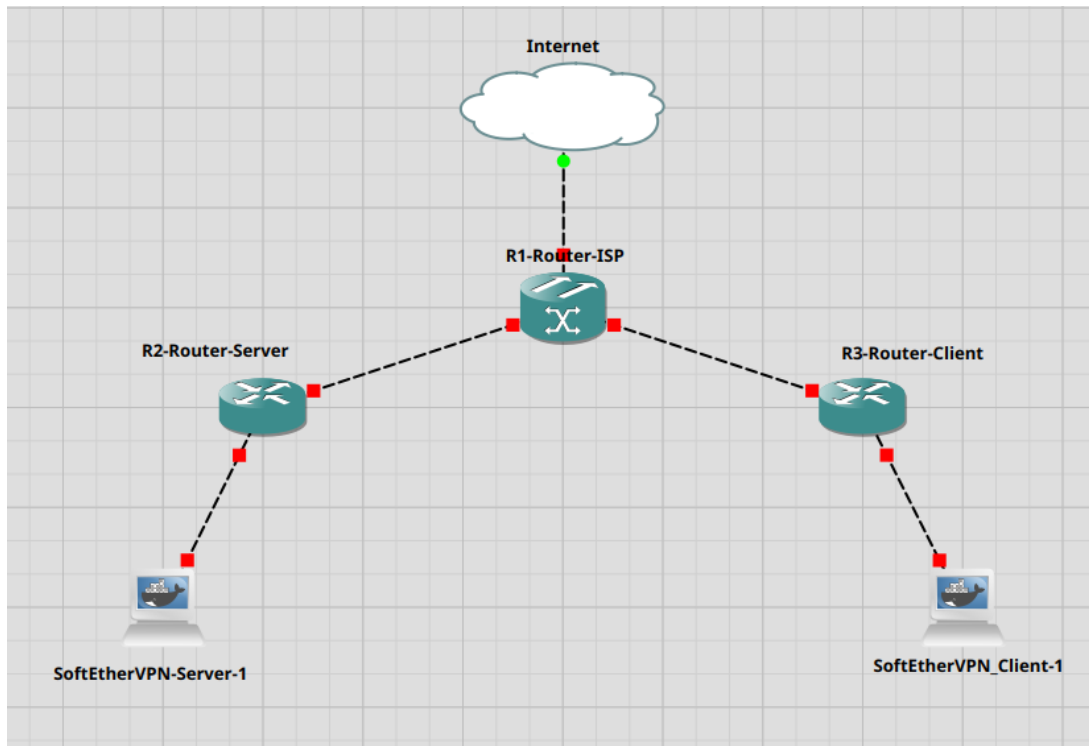 Internet
R1-Router-ISP
R2-Router-Server
R3-Router-Client
SoftEtherVPN-Server-1
SoftEtherVPN_Client-1